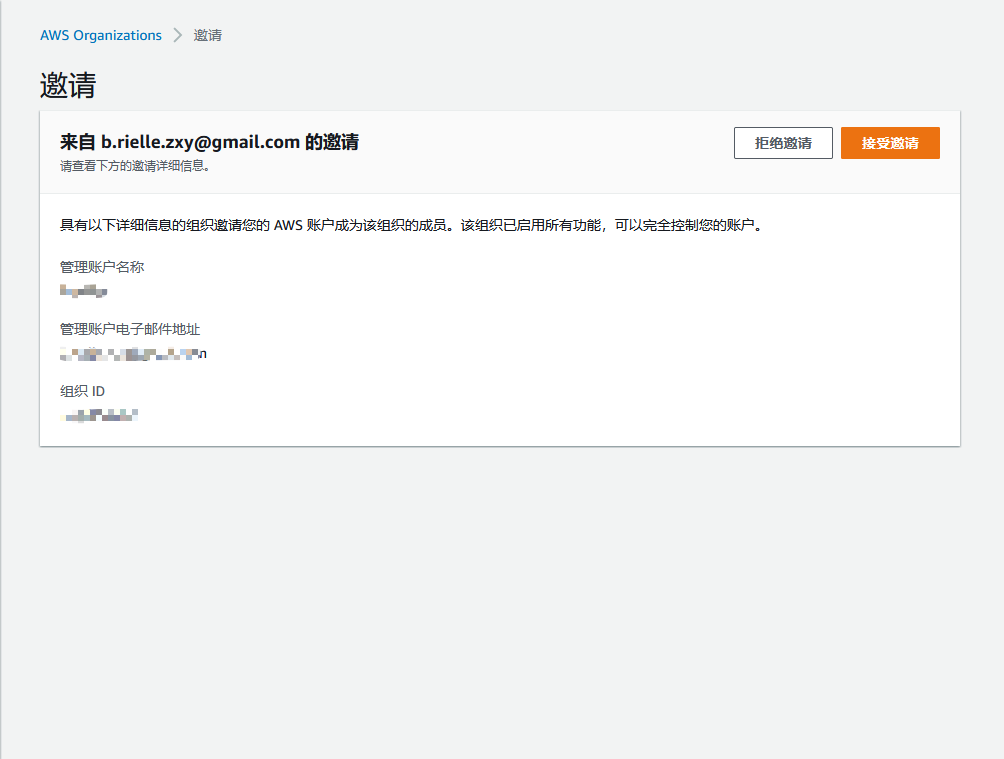 AWS Organizations > 邀请
邀请
来自 b.rielle.zxy@gmail.com 的邀请
请查看下方的邀请详细信息。
拒绝邀请
接受邀请
具有以下详细信息的组织邀请您的 AWS 账户成为该组织的成员。该组织已启用所有功能，可以完全控制您的账户。
管理账户名称
管理账户电子邮件地址
组织 ID